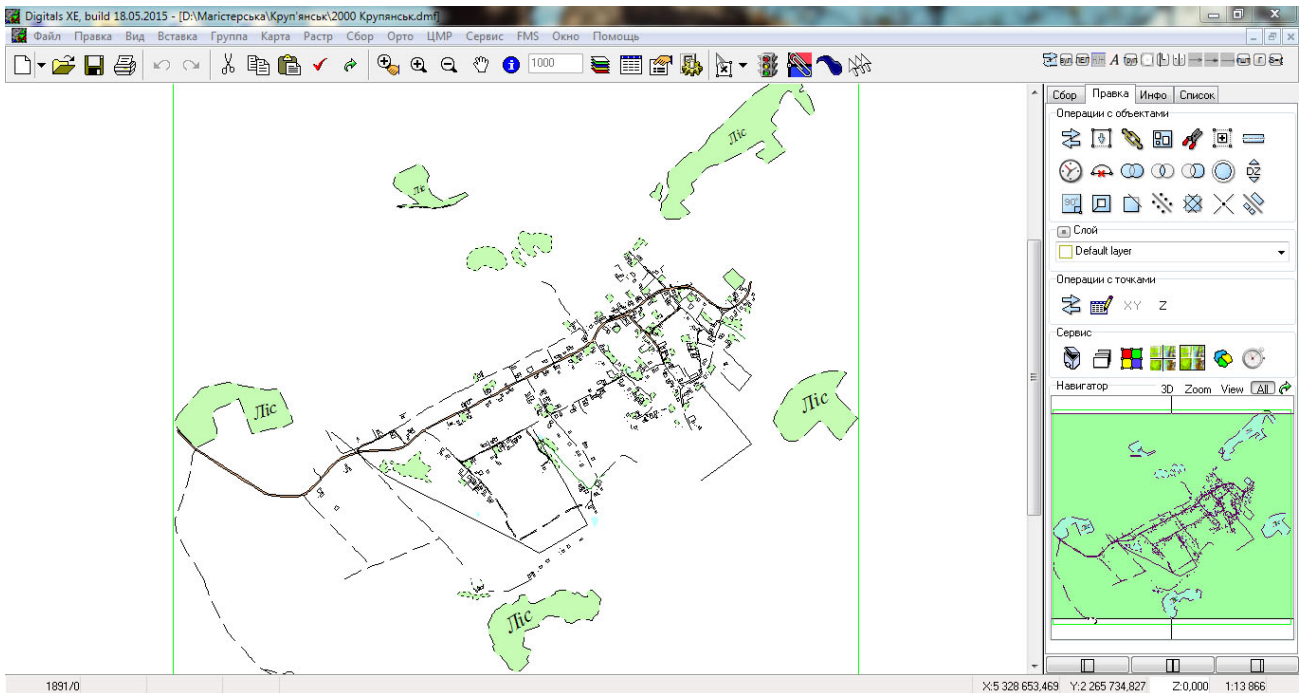 Digitals XE, build 18.05.2015 - [D:\Магістерська\Круп'янськ\2000 Крупянськ.dmf]
Файл Правка Вид Вставка Группа Карта Растр Сбор Орто ЦМР Сервис FMS Окно Помощь
1000
Сбор Правка Инфо Список
Операции с объектами
DZ
90°
Слой
Default layer
Операции с точками
XY Z
Сервис
Навигатор 3D Zoom View All
Ліс
Ліс
Ліс
Ліс
Ліс
1891/0 X:5 328 653,469 Y:2 265 734,827 Z:0,000 1:13 866